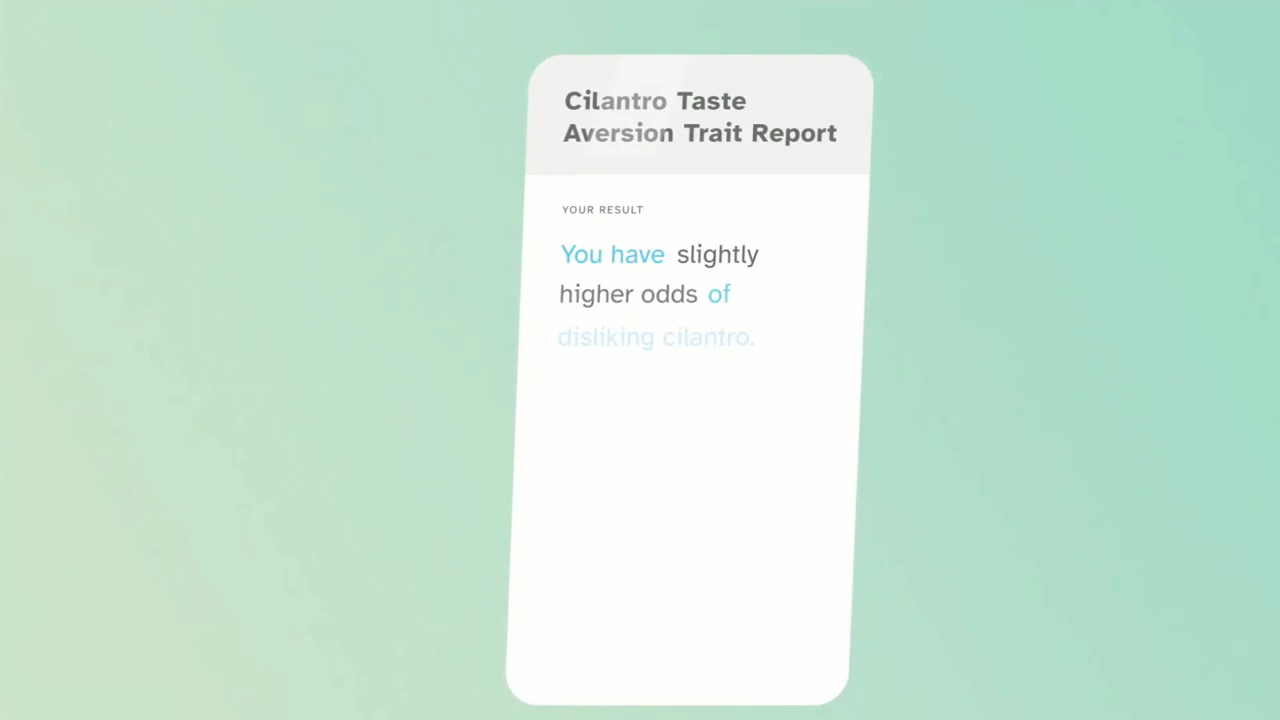 Cilantro Taste
Aversion Trait Report
YOUR RESULT
You have slightly
higher odds of
disliking cilantro.